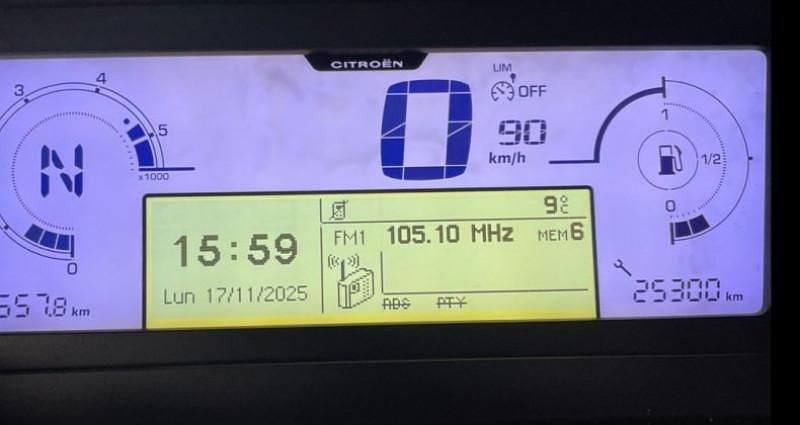 CITROËN
3
4
5
x1000
0
N
0
LIM
OFF
90
km/h
1
1/2
0
15:59
Lun 17/11/2025
9°C
FM1 105.10 MHz MEM6
RDS PTY
557.8 km
25300 km